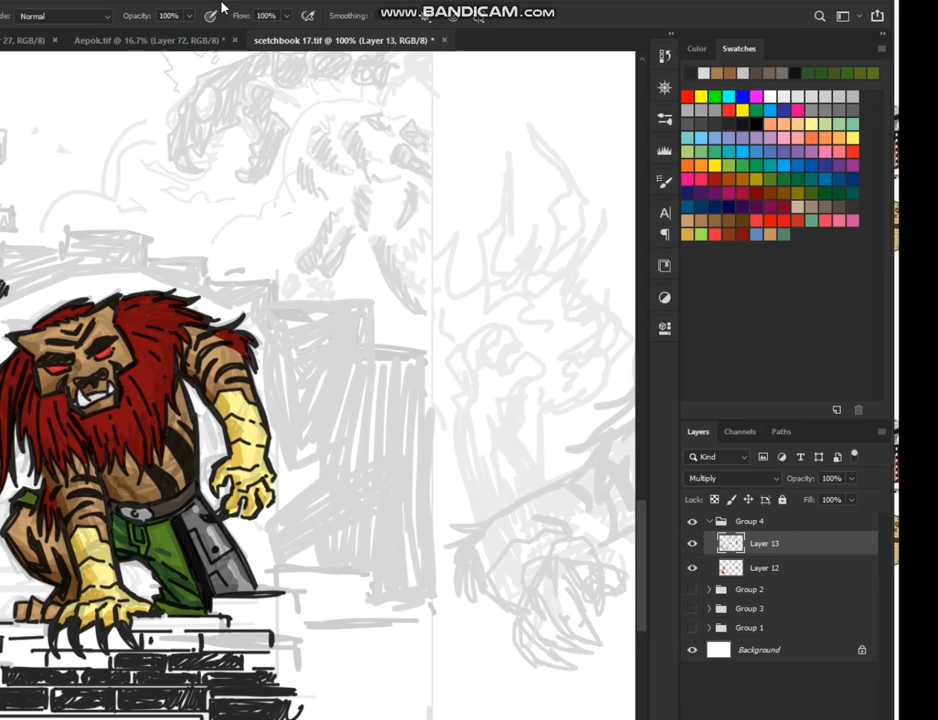 de: Normal Opacity: 100% Flow: 100% Smoothing: www.BANDICAM.com
27, RGB/8) × Aepok.tif @ 16.7% (Layer 72, RGB/8) * × scetchbook 17.tif @ 100% (Layer 13, RGB/8) * ×
Color Swatches
Layers Channels Paths
Kind
Multiply Opacity: 100%
Lock: Fill: 100%
Group 4
Layer 13
Layer 12
Group 2
Group 3
Group 1
Background